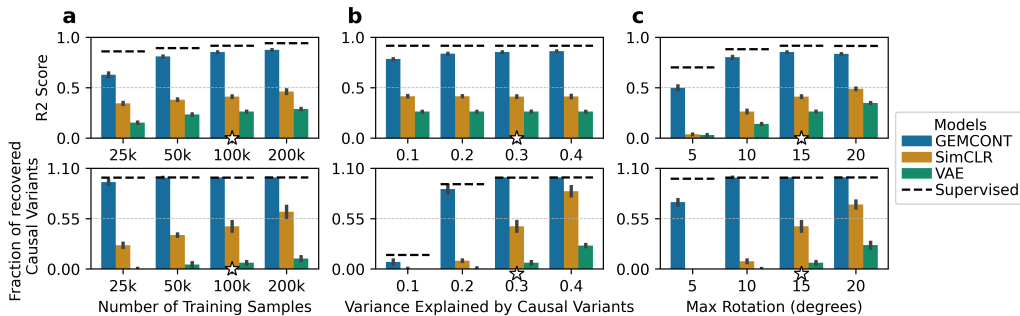 a
b
c
1.0
0.5
0.0
R2 Score
25k 50k 100k 200k
1.0
0.5
0.0
0.1 0.2 0.3 0.4
1.0
0.5
0.0
5 10 15 20
1.10
0.55
0.00
Fraction of recovered
Causal Variants
25k 50k 100k 200k
Number of Training Samples
1.10
0.55
0.00
0.1 0.2 0.3 0.4
Variance Explained by Causal Variants
1.10
0.55
0.00
5 10 15 20
Max Rotation (degrees)
Models
GEMCONT
SimCLR
VAE
Supervised